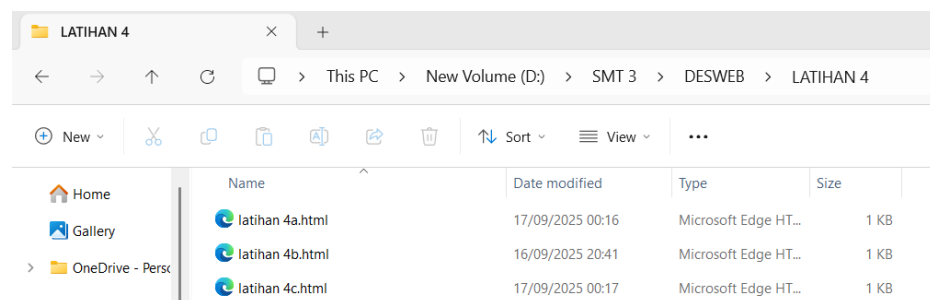 LATIHAN 4
This PC > New Volume (D:) > SMT 3 > DESWEB > LATIHAN 4
New Sort View
Name Date modified Type Size
Home
Gallery
OneDrive - Persc
latihan 4a.html 17/09/2025 00:16 Microsoft Edge HT... 1 KB
latihan 4b.html 16/09/2025 20:41 Microsoft Edge HT... 1 KB
latihan 4c.html 17/09/2025 00:17 Microsoft Edge HT... 1 KB